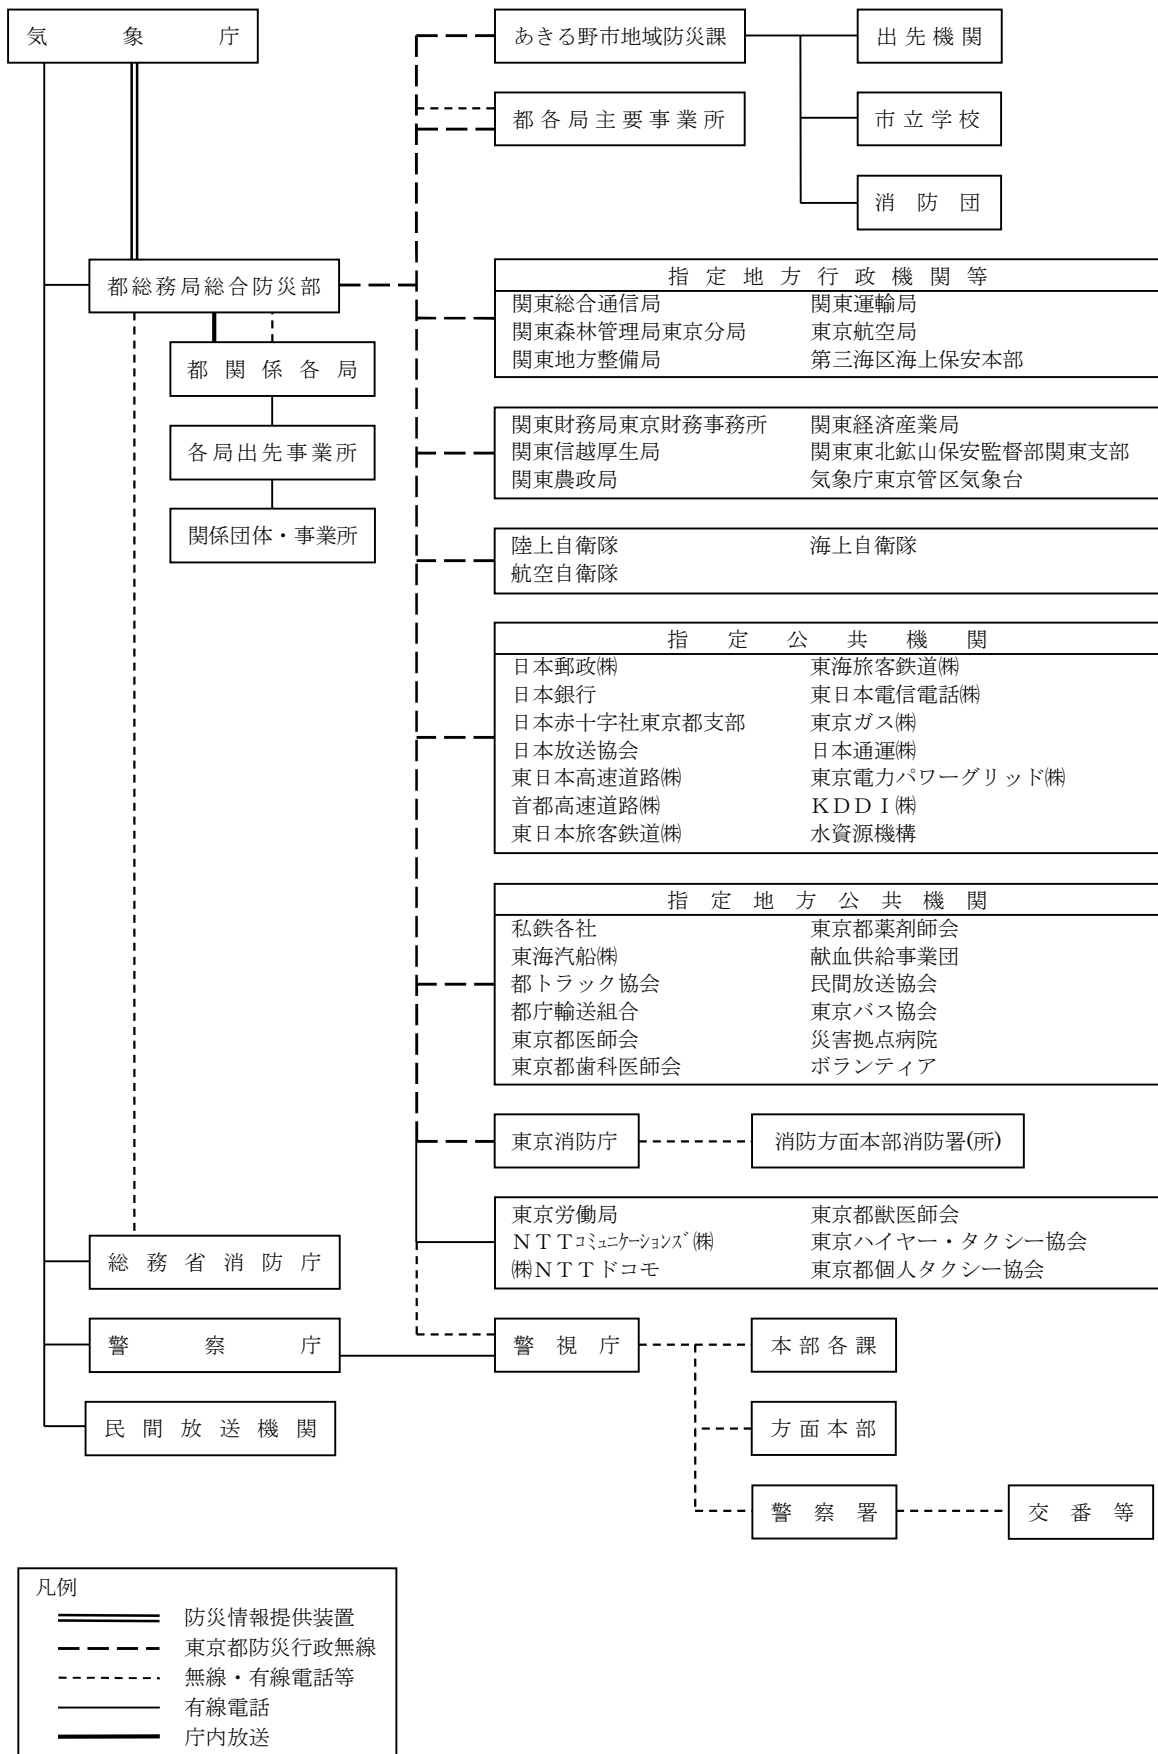 気象庁
あきる野市地域防災課
出先機関
都各局主要事業所
市立学校
消防団
都総務局総合防災部
都関係各局
各局出先事業所
関係団体・事業所
指定地方行政機関等
関東総合通信局 関東運輸局
関東森林管理局東京分局 東京航空局
関東地方整備局 第三海区海上保安本部
関東財務局東京財務事務所 関東経済産業局
関東信越厚生局 関東東北鉱山保安監督部関東支部
関東農政局 気象庁東京管区気象台
陸上自衛隊 海上自衛隊
航空自衛隊
指定公共機関
日本郵政㈱ 東海旅客鉄道㈱
日本銀行 東日本電信電話㈱
日本赤十字社東京都支部 東京ガス㈱
日本放送協会 日本通運㈱
東日本高速道路㈱ 東京電力パワーグリッド㈱
首都高速道路㈱ ＫＤＤＩ㈱
東日本旅客鉄道㈱ 水資源機構
指定地方公共機関
私鉄各社 東京都薬剤師会
東海汽船㈱ 献血供給事業団
都トラック協会 民間放送協会
都庁輸送組合 東京バス協会
東京都医師会 災害拠点病院
東京都歯科医師会 ボランティア
東京消防庁
消防方面本部消防署(所)
東京労働局 東京都獣医師会
ＮＴＴｺﾐｭﾆｹｰｼｮﾝｽﾞ㈱ 東京ハイヤー・タクシー協会
㈱ＮＴＴドコモ 東京都個人タクシー協会
総務省消防庁
警察庁
警視庁
本部各課
民間放送機関
方面本部
警察署
交番等
凡例
防災情報提供装置
東京都防災行政無線
無線・有線電話等
有線電話
庁内放送